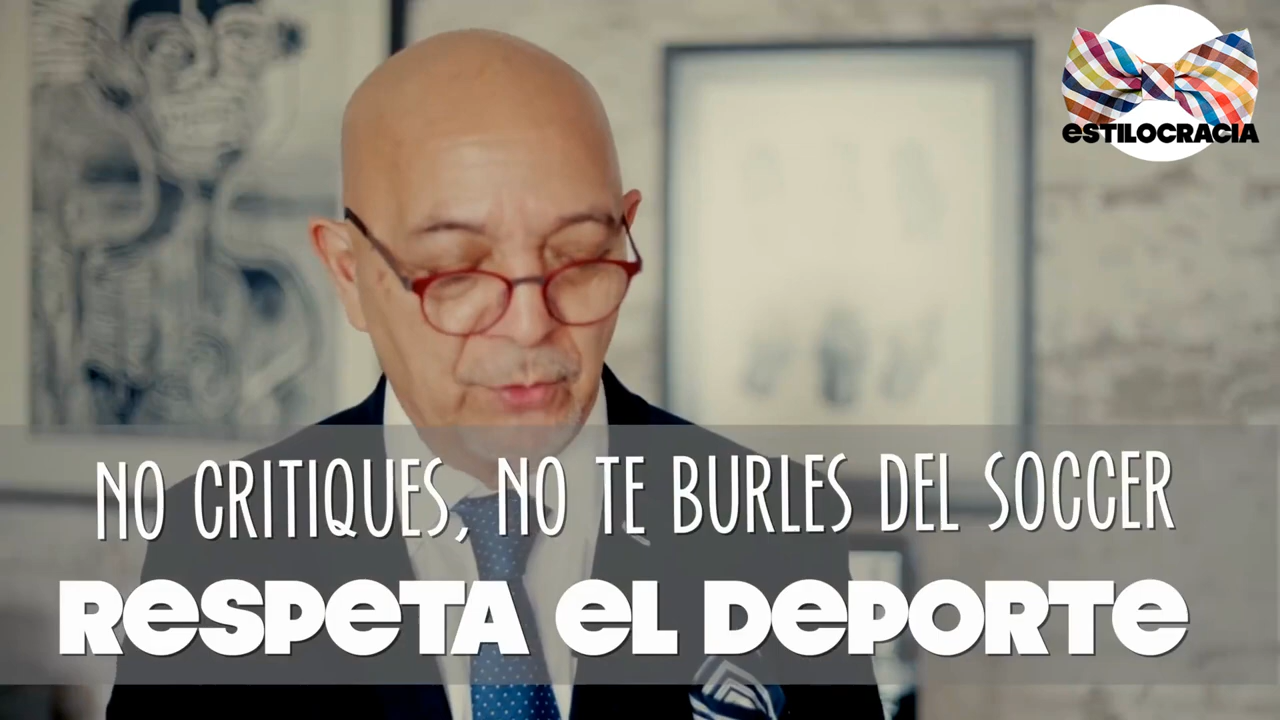 eSTILOCRACIA
NO CRITIQUES, NO TE BURLES DEL SOCCER
ReSPeTA eL DePORTe